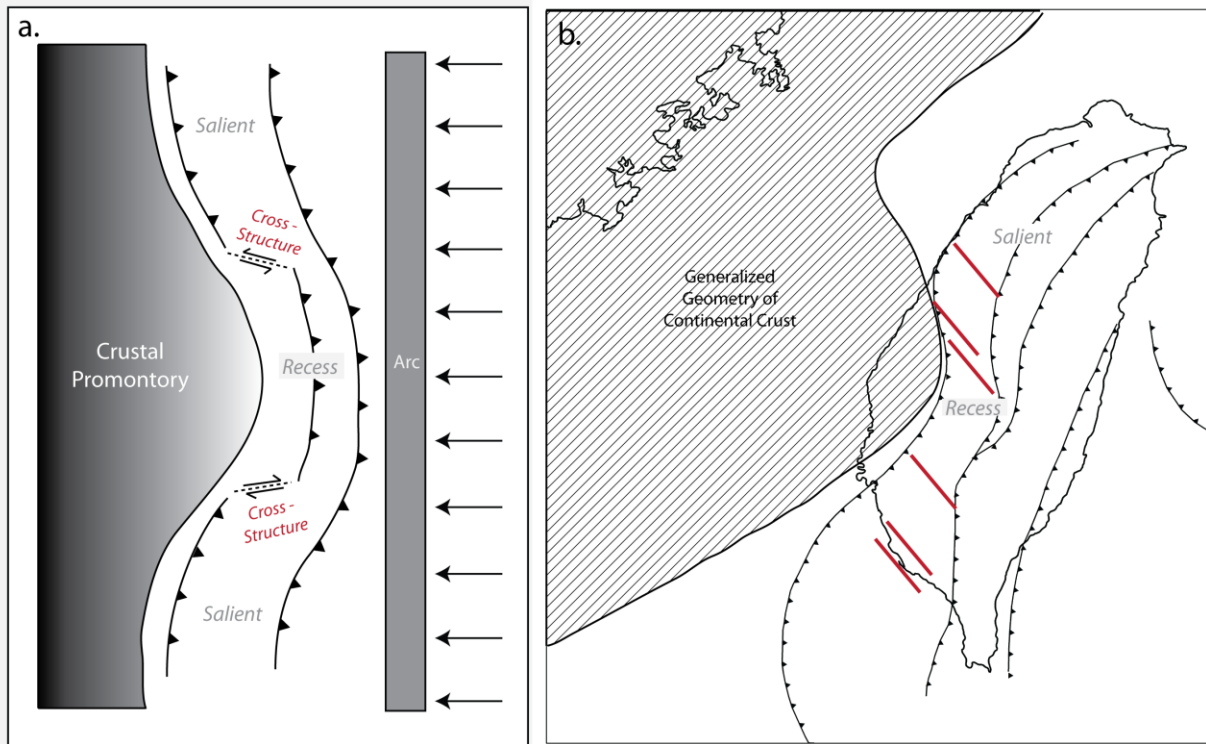 a.
Salient
Cross -
Structure
Crustal
Promontory
Recess
Arc
Cross -
Structure
Salient
b.
Salient
Generalized
Geometry of
Continental Crust
Recess